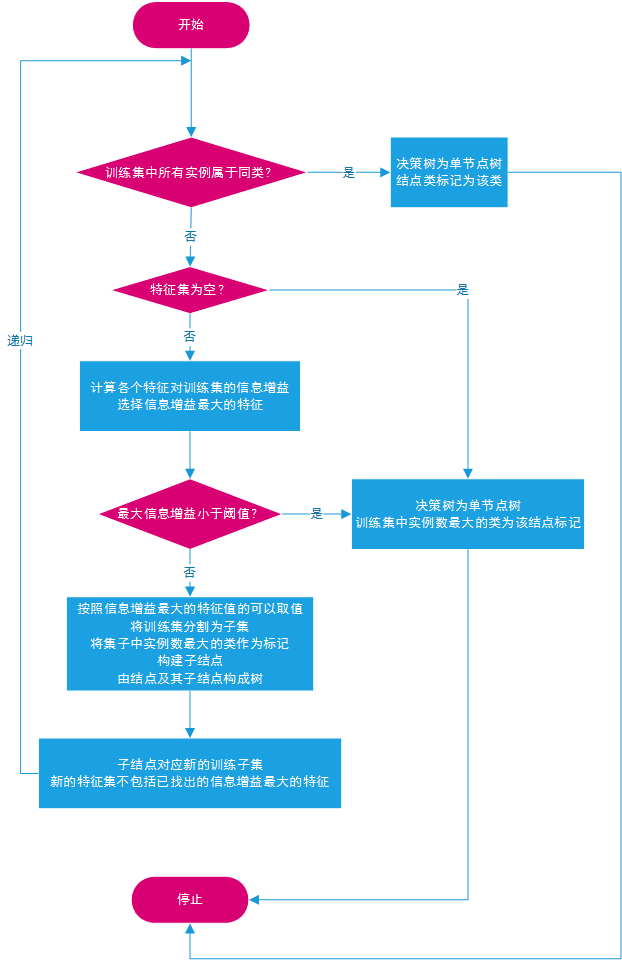 开始
训练集中所有实例属于同类?
是
决策树为单节点树
结点类标记为该类
否
特征集为空?
是
否
递归
计算各个特征对训练集的信息增益
选择信息增益最大的特征
最大信息增益小于阈值?
是
决策树为单节点树
训练集中实例数最大的类为该结点标记
否
按照信息增益最大的特征值的可以取值
将训练集分割为子集
将集子中实例数最大的类作为标记
构建子结点
由结点及其子结点构成树
子结点对应新的训练子集
新的特征集不包括已找出的信息增益最大的特征
停止